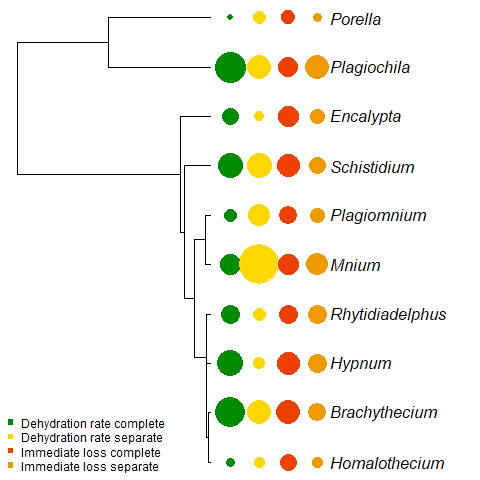 Porella
Plagiochila
Encalypta
Schistidium
Plagiomnium
Mnium
Rhytidiadelphus
Hypnum
Brachythecium
Homalothecium
Dehydration rate complete
Dehydration rate separate
Immediate loss complete
Immediate loss separate